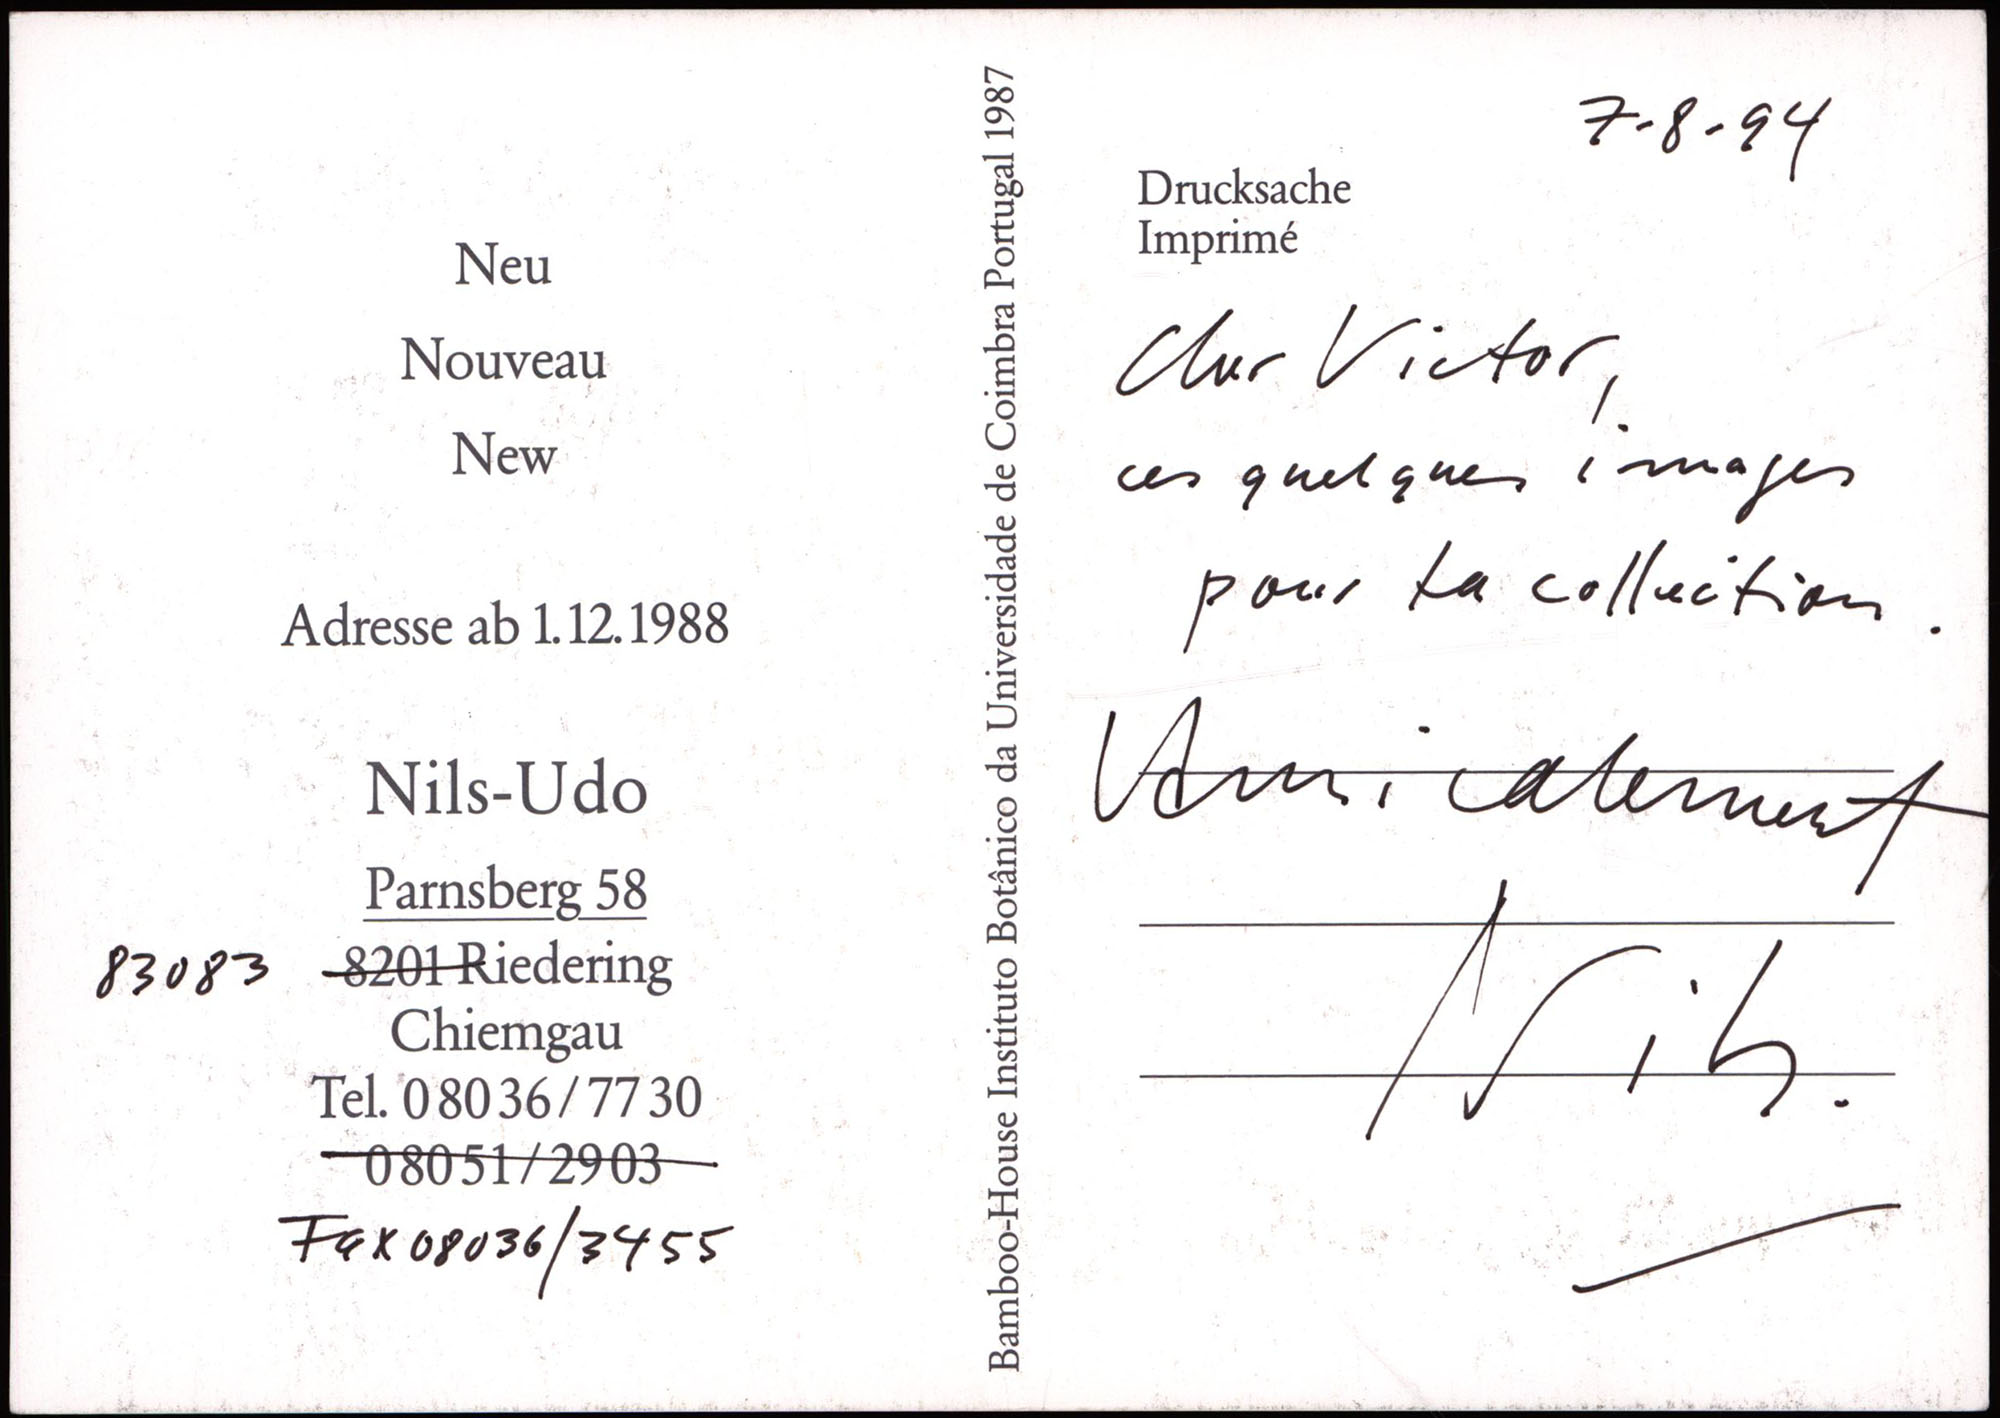 Neu
Nouveau
New
Adresse ab 1.12.1988
Nils-Udo
Parnsberg 58
83083 8201 Riedering
Chiemgau
Tel. 08036/7730
08051/2903
Fax 08036/3455
Bamboo-House Instituto Botânico da Universidade de Coimbra Portugal 1987
7-8-94
Drucksache
Imprimé
Cher Victor,
ces quelques images
pour ta collection.
Amicalement
Nils.